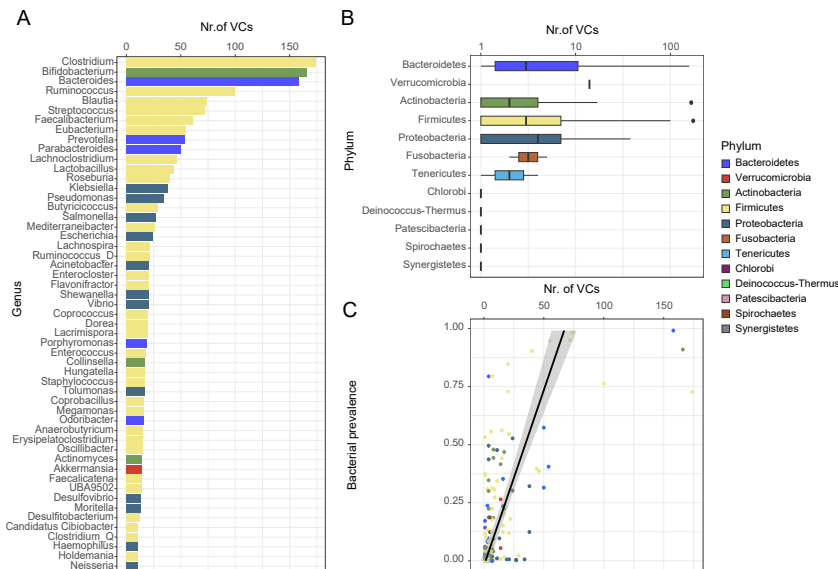 A
Nr.of VCs
0 50 100 150
Genus
Clostridium
Bifidobacterium
Bacteroides
Ruminococcus
Blautia
Streptococcus
Faecalibacterium
Eubacterium
Prevotella
Parabacteroides
Lachnoclostridium
Lactobacillus
Roseburia
Klebsiella
Pseudomonas
Butyricicoccus
Salmonella
Mediterraneibacter
Escherichia
Lachnospira
Ruminococcus_D
Acinetobacter
Enterocloster
Flavonifractor
Shewanella
Vibrio
Coprococcus
Dorea
Lacrimispora
Porphyromonas
Enterococcus
Collinsella
Hungatella
Staphylococcus
Tolumonas
Coprobacillus
Megamonas
Odoribacter
Anaerobutyricum
Erysipelatoclostridium
Oscillibacter
Actinomyces
Akkermansia
Faecalicatena
UBA9502
Desulfovibrio
Moritella
Desulfitobacterium
Candidatus Cibiobacter
Clostridium_Q
Haemophilus
Holdemania
Neisseria
B
Nr.of VCs
1 10 100
Phylum
Bacteroidetes
Verrucomicrobia
Actinobacteria
Firmicutes
Proteobacteria
Fusobacteria
Tenericutes
Chlorobi
Deinococcus-Thermus
Patescibacteria
Spirochaetes
Synergistetes
C
Nr. of VCs
0 50 100 150
Bacterial prevalence
1.00
0.75
0.50
0.25
0.00
Phylum
Bacteroidetes
Verrucomicrobia
Actinobacteria
Firmicutes
Proteobacteria
Fusobacteria
Tenericutes
Chlorobi
Deinococcus-Thermus
Patescibacteria
Spirochaetes
Synergistetes